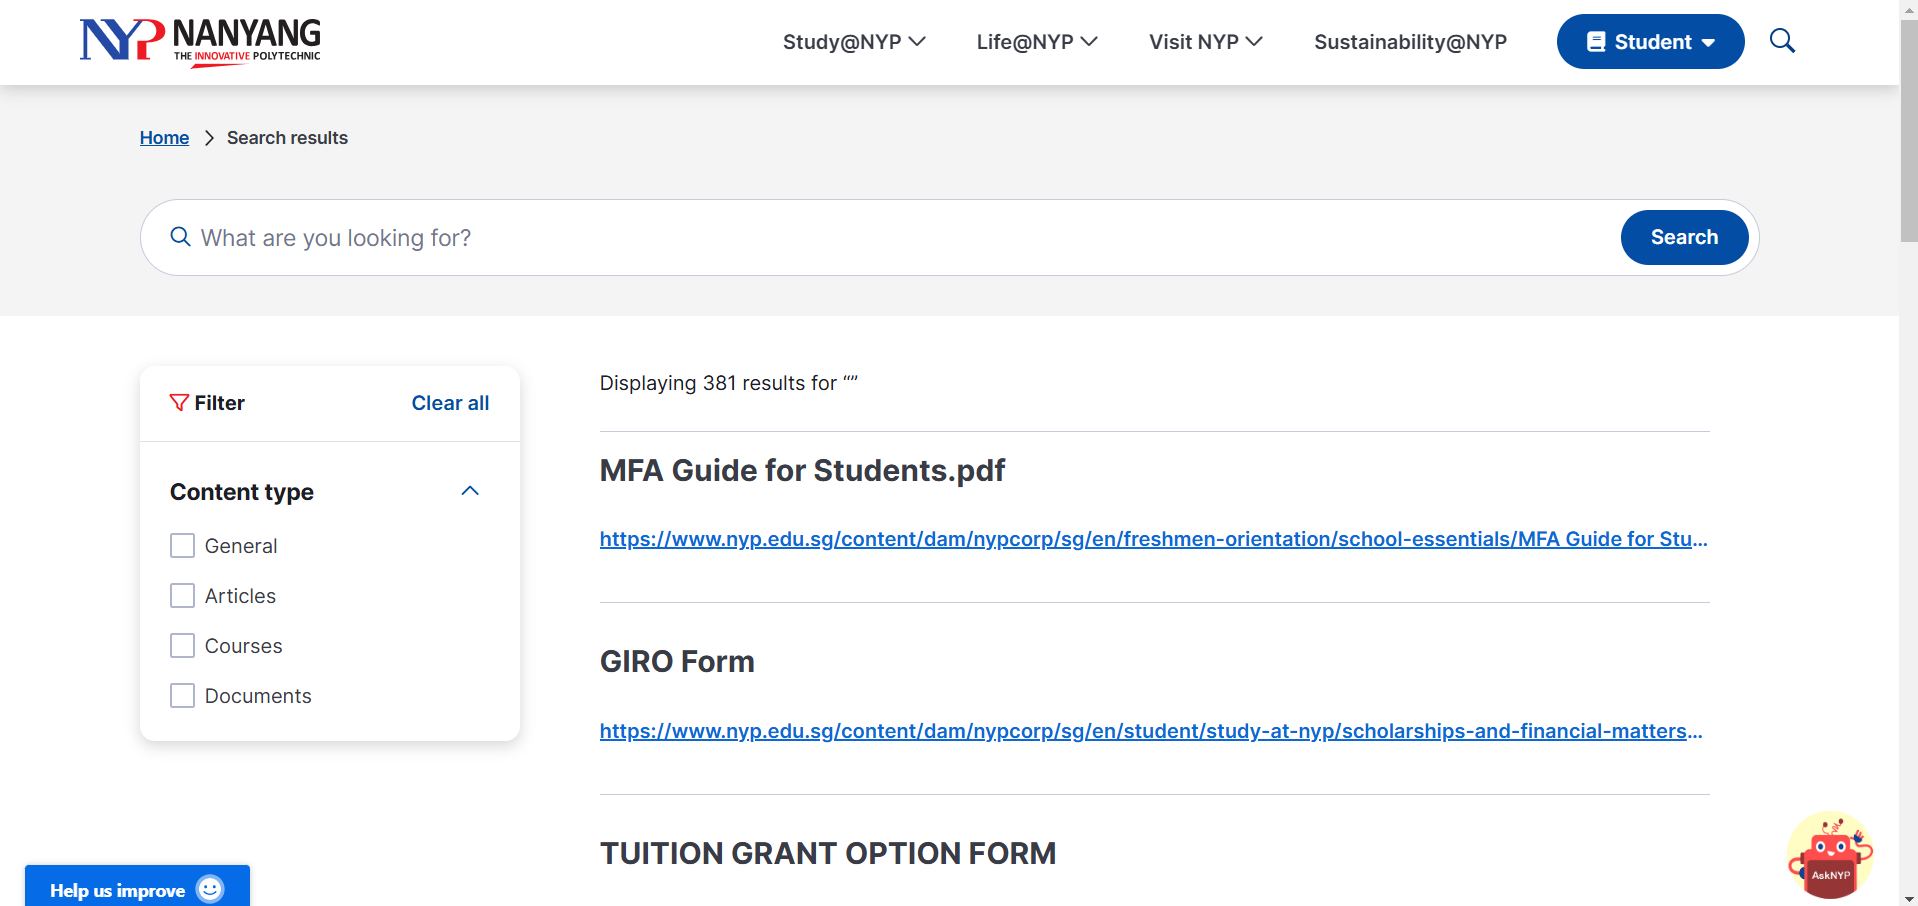 NYP NANYANG
THE INNOVATIVE POLYTECHNIC
Study@NYP
Life@NYP
Visit NYP
Sustainability@NYP
Student
Home > Search results
What are you looking for?
Search
Filter
Clear all
Content type
General
Articles
Courses
Documents
Displaying 381 results for “”
MFA Guide for Students.pdf
https://www.nyp.edu.sg/content/dam/nypcorp/sg/en/freshmen-orientation/school-essentials/MFA Guide for Stu...
GIRO Form
https://www.nyp.edu.sg/content/dam/nypcorp/sg/en/student/study-at-nyp/scholarships-and-financial-matters...
TUITION GRANT OPTION FORM
Help us improve
AskNYP